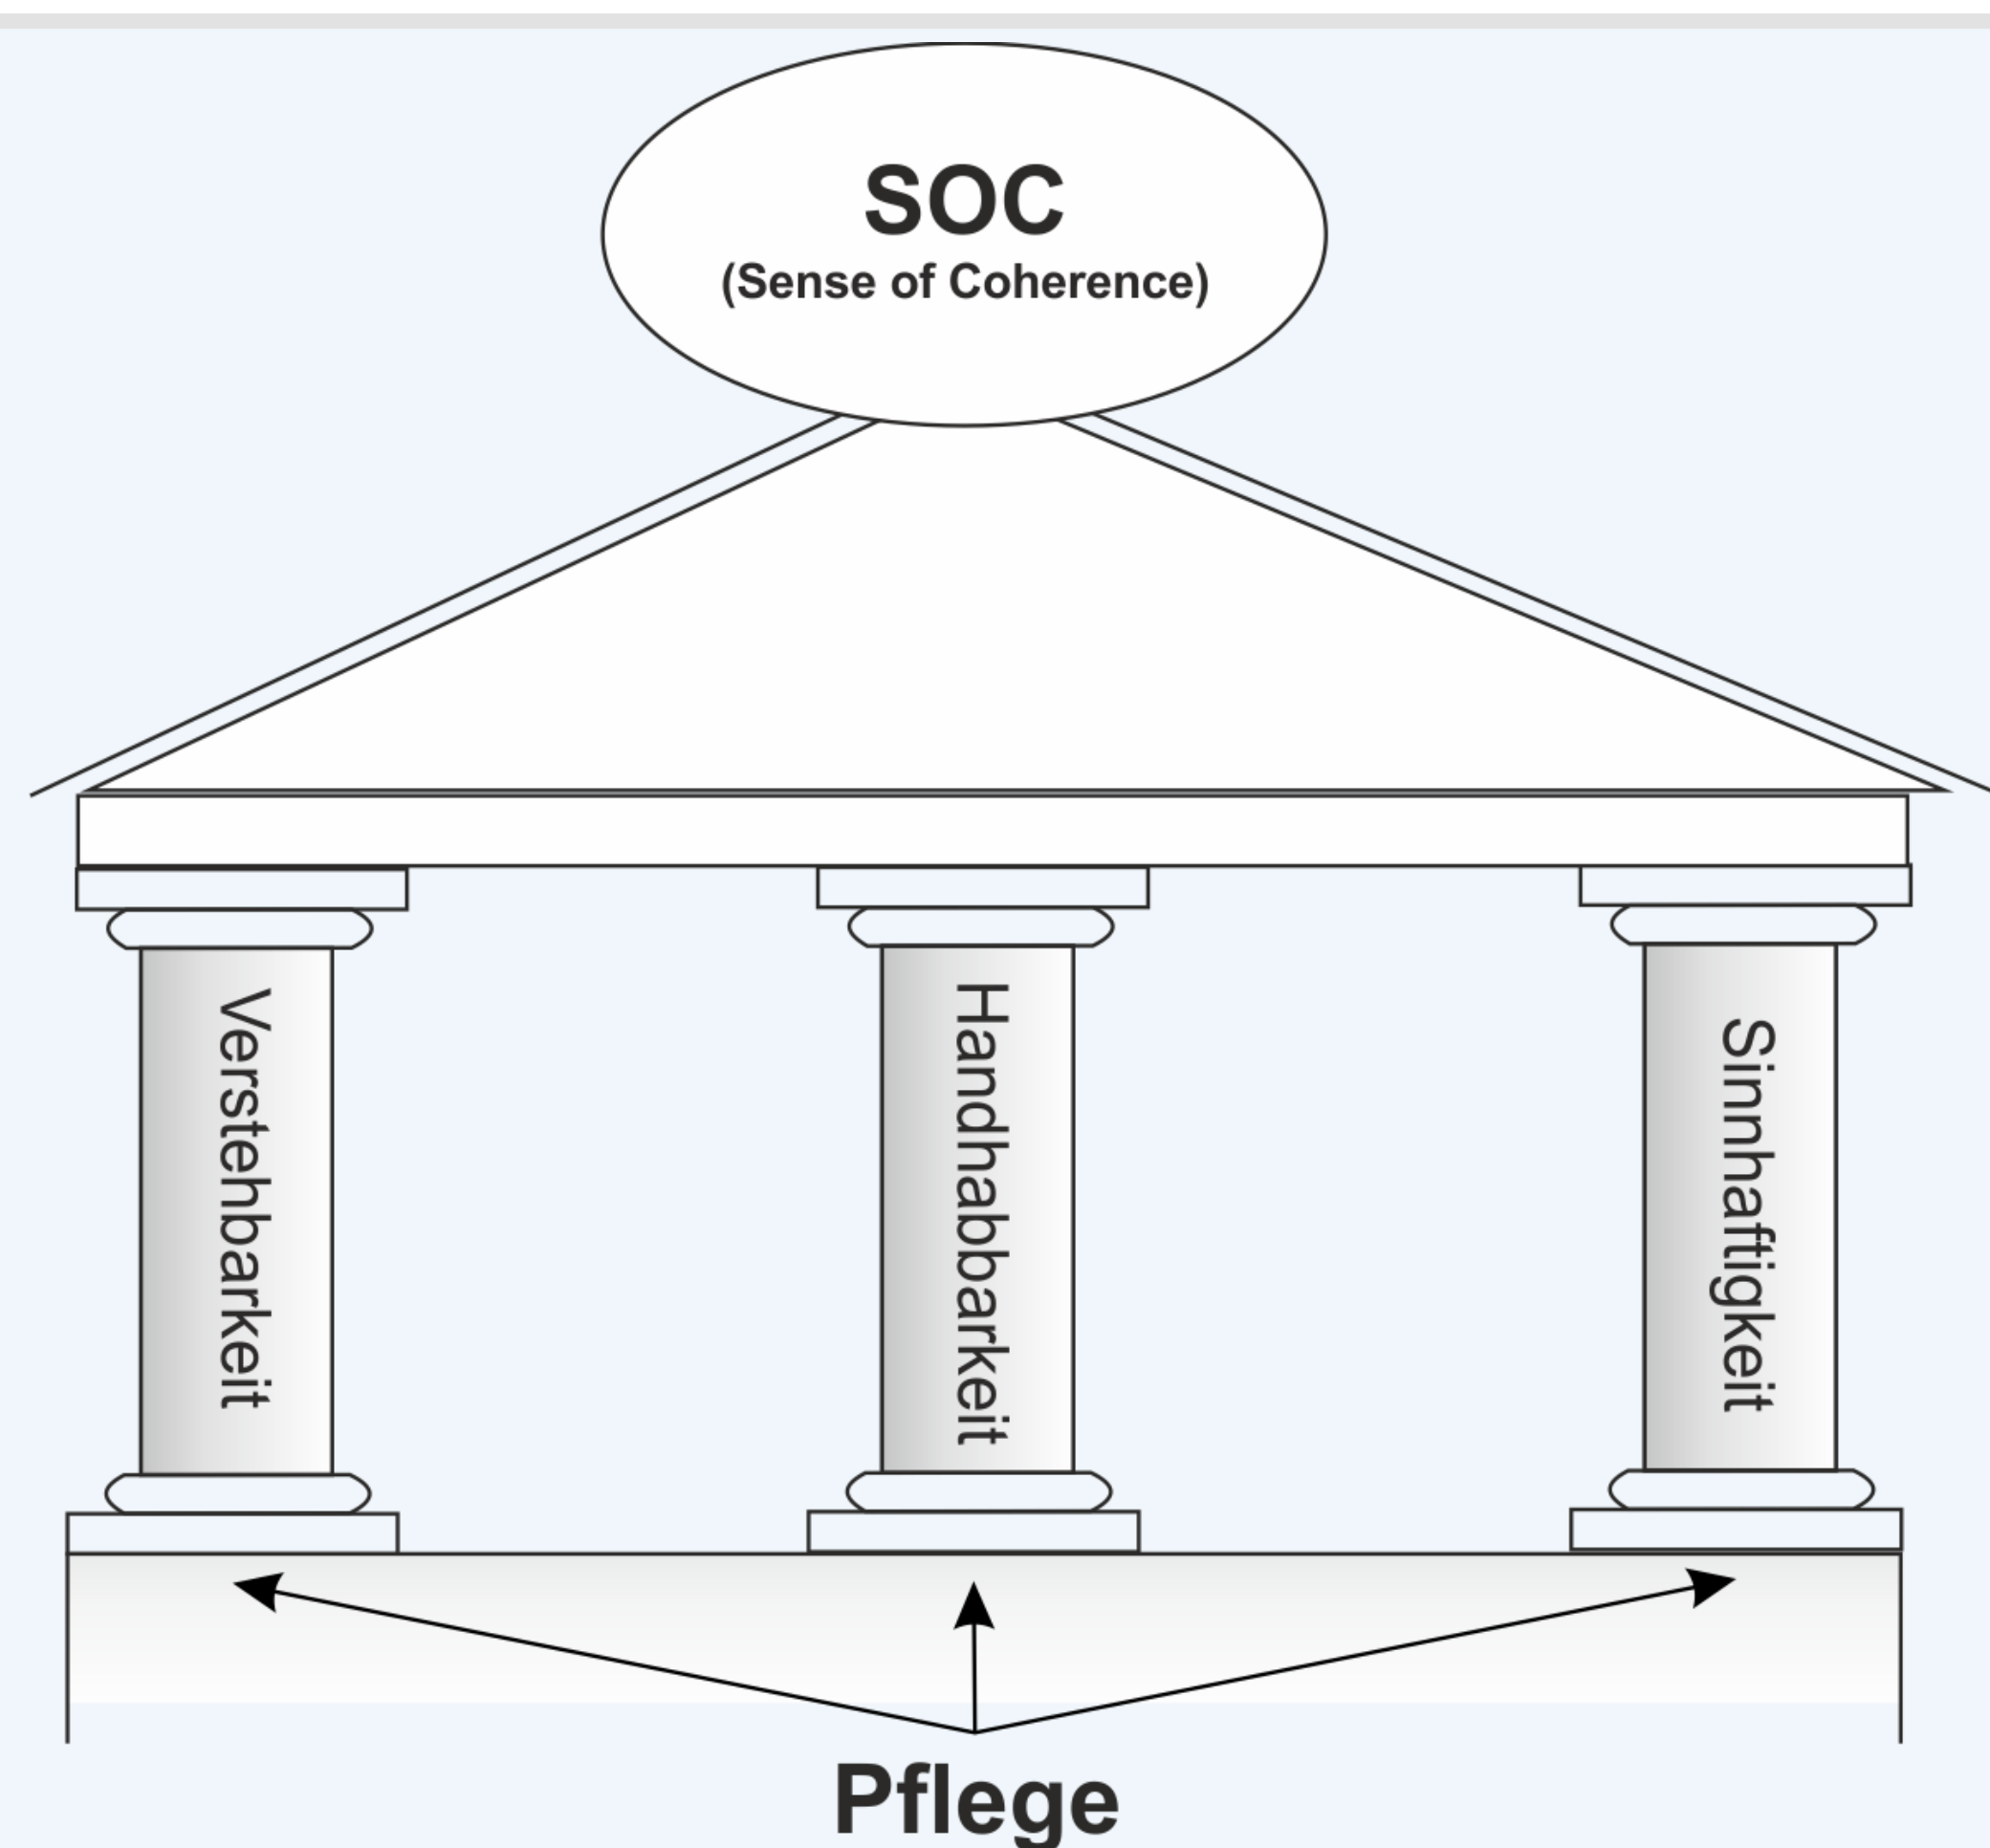 SOC
(Sense of Coherence)
Verstehbarkeit
Handhabbarkeit
Sinnhaftigkeit
Pflege